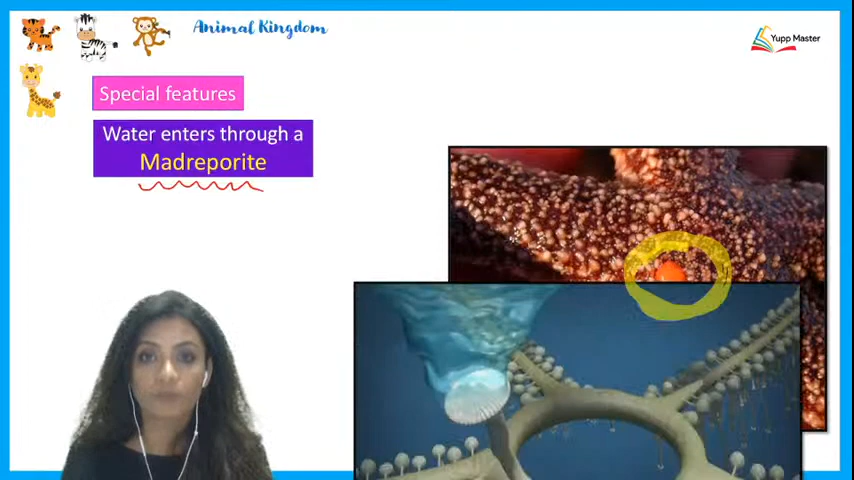 Animal Kingdom
Yupp Master
Special features
Water enters through a
Madreporite